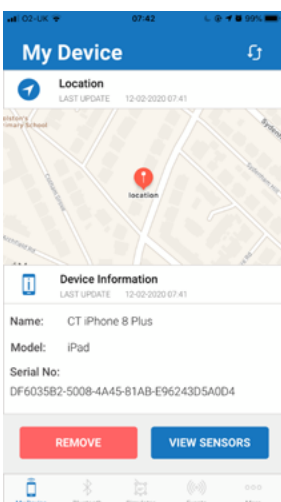 O2-UK 07:42 99%
My Device
Location
LAST UPDATE 12-02-2020 07:41
Primary School
Sydenham Rd
location
Device Information
LAST UPDATE 12-02-2020 07:41
Name: CT iPhone 8 Plus
Model: iPad
Serial No:
DF6035B2-5008-4A45-81AB-E96243D5A0D4
REMOVE VIEW SENSORS